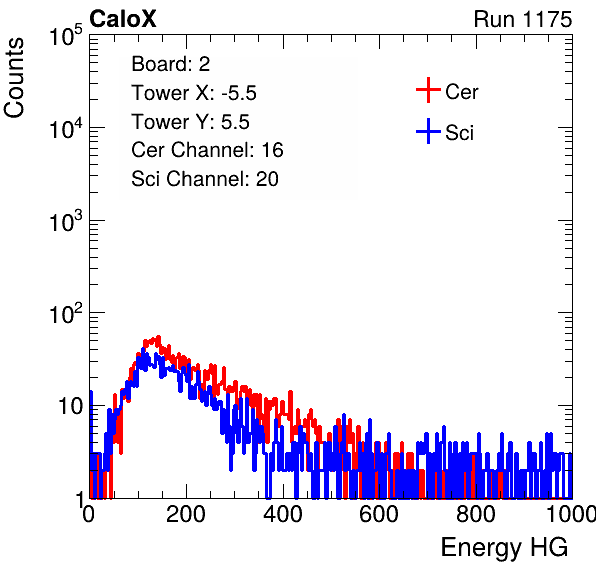 CaloX Run 1175
Counts
10^5
10^4
10^3
10^2
10
1
Board: 2
Tower X: -5.5
Tower Y: 5.5
Cer Channel: 16
Sci Channel: 20
Cer
Sci
0 200 400 600 800 1000
Energy HG